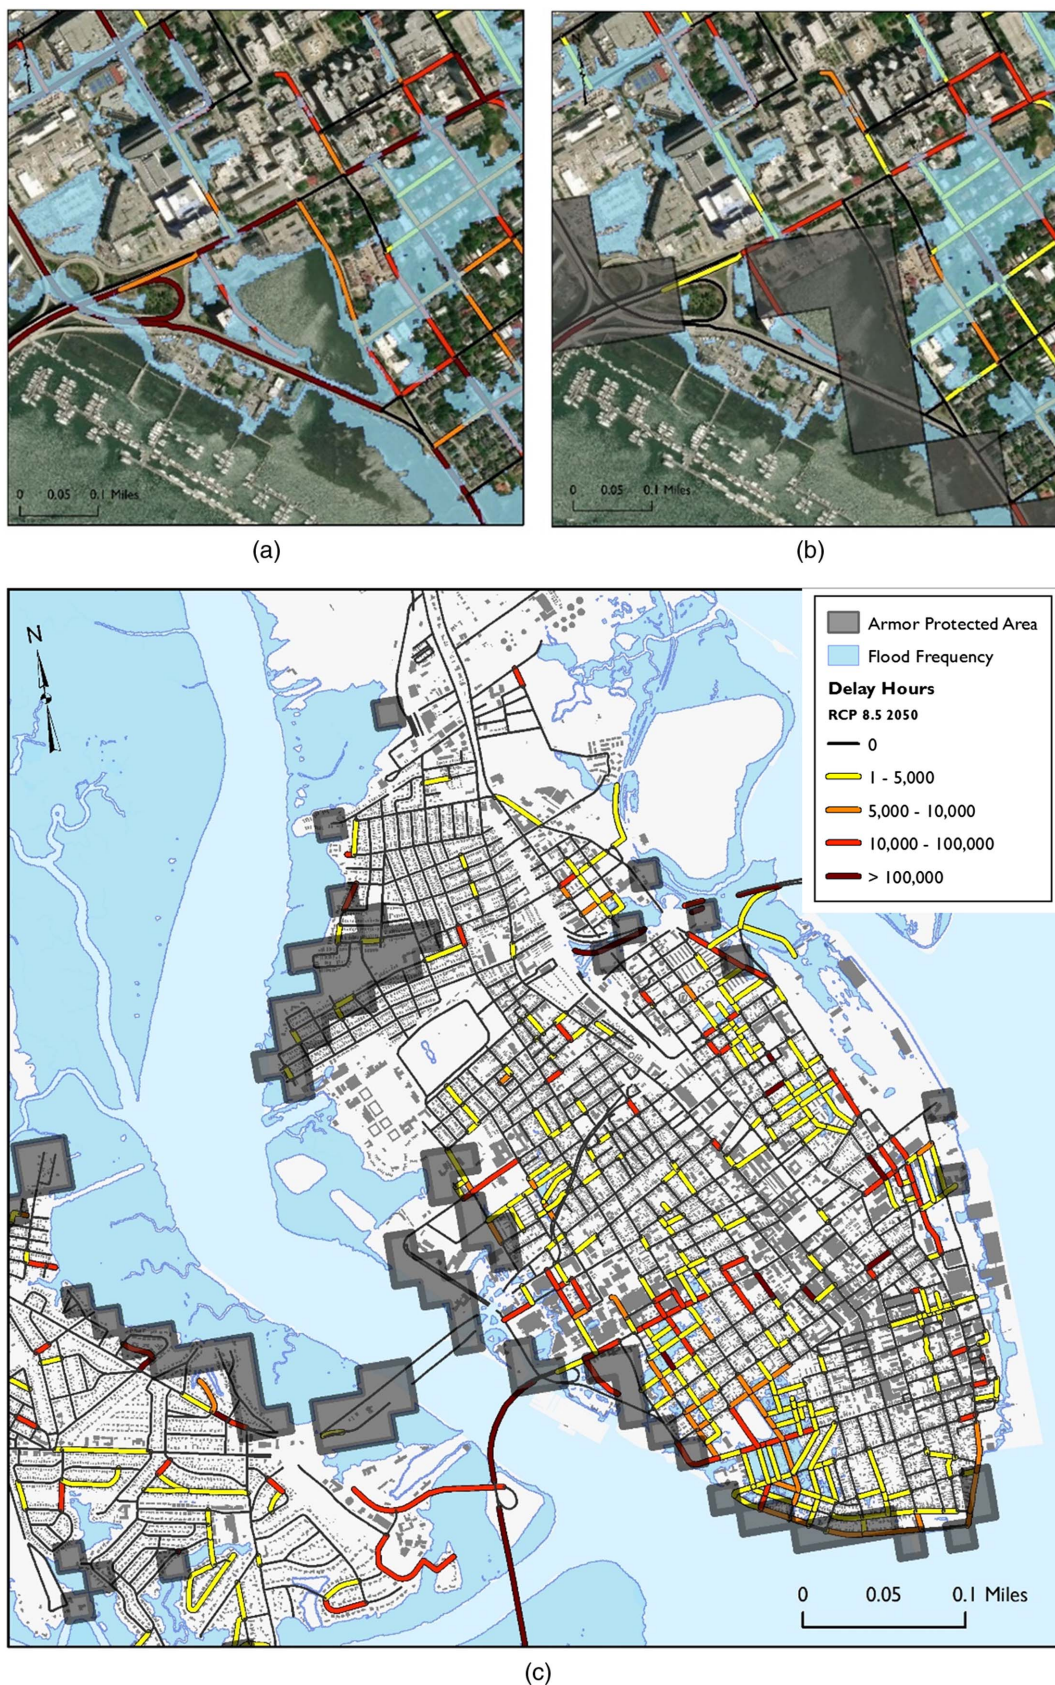 N
N
0 0.05 0.1 Miles
0 0.05 0.1 Miles
(a)
(b)
N
Armor Protected Area
Flood Frequency
Delay Hours
RCP 8.5 2050
0
1 - 5,000
5,000 - 10,000
10,000 - 100,000
> 100,000
0 0.05 0.1 Miles
(c)